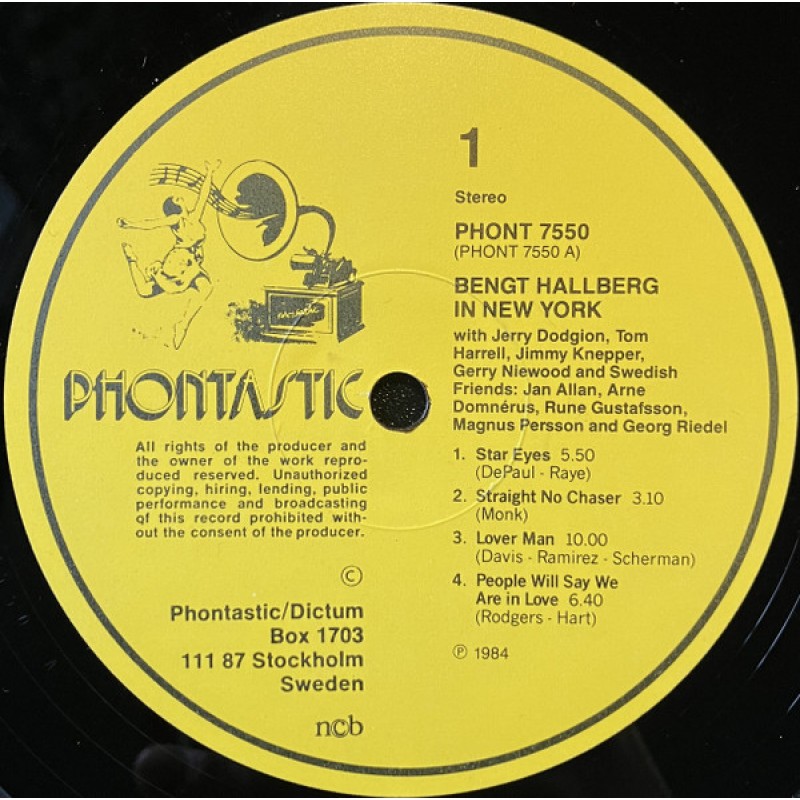 1
Stereo
PHONT 7550
(PHONT 7550 A)
BENGT HALLBERG
IN NEW YORK
with Jerry Dodgion, Tom
Harrell, Jimmy Knepper,
Gerry Niewood and Swedish
Friends: Jan Allan, Arne
Domnérus, Rune Gustafsson,
Magnus Persson and Georg Riedel
1. Star Eyes 5.50
(DePaul - Raye)
2. Straight No Chaser 3.10
(Monk)
3. Lover Man 10.00
(Davis - Ramirez - Scherman)
4. People Will Say We
Are in Love 6.40
(Rodgers - Hart)
℗ 1984
PHONTASTIC
All rights of the producer and
the owner of the work repro-
duced reserved. Unauthorized
copying, hiring, lending, public
performance and broadcasting
of this record prohibited with-
out the consent of the producer.
©
Phontastic/Dictum
Box 1703
111 87 Stockholm
Sweden
ncb